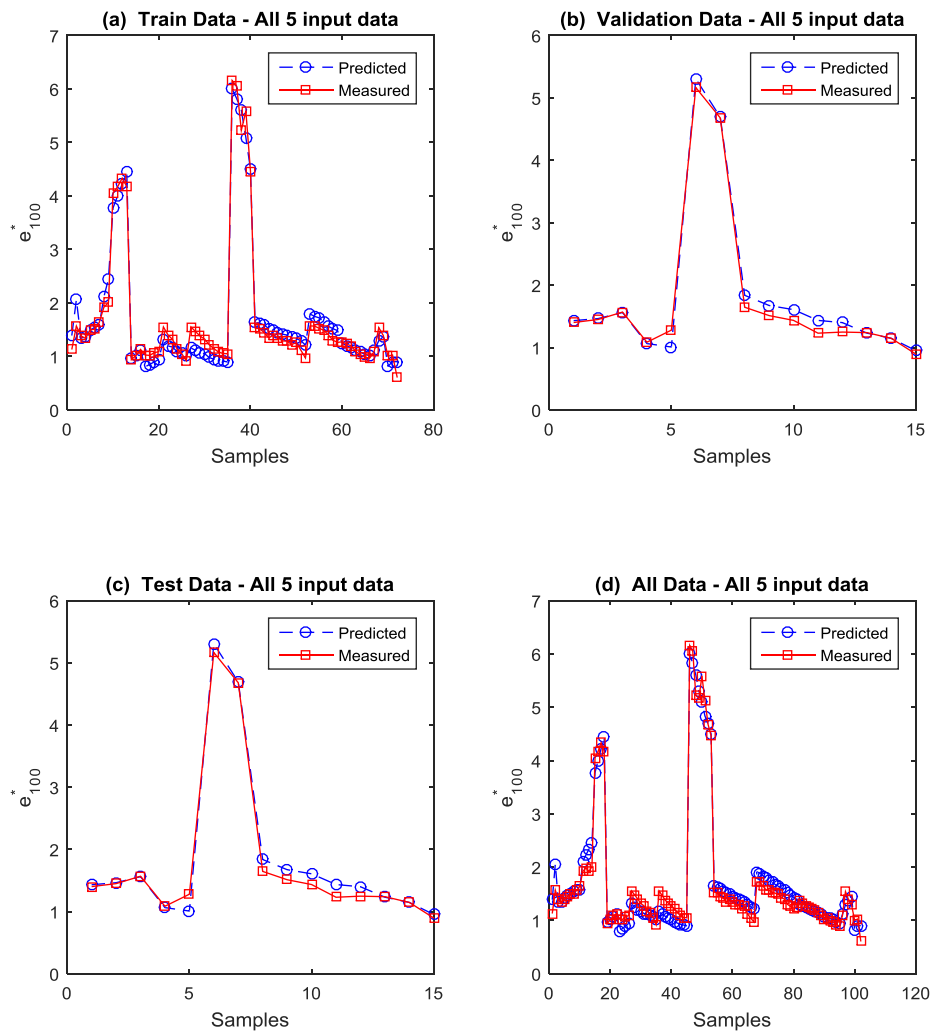 (a) Train Data - All 5 input data
7
6
5
4
3
2
1
0
0 20 40 60 80
e*100
Samples
Predicted
Measured
(b) Validation Data - All 5 input data
6
5
4
3
2
1
0
0 5 10 15
e*100
Samples
Predicted
Measured
(c) Test Data - All 5 input data
6
5
4
3
2
1
0
0 5 10 15
e*100
Samples
Predicted
Measured
(d) All Data - All 5 input data
7
6
5
4
3
2
1
0
0 20 40 60 80 100 120
e*100
Samples
Predicted
Measured